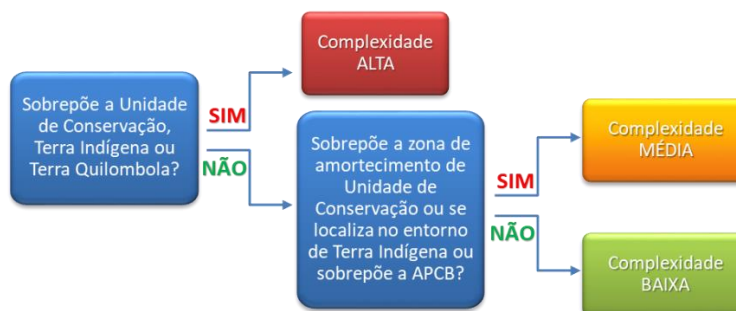 Complexidade
ALTA
Sobrepõe a Unidade
de Conservação,
Terra Indígena ou
Terra Quilombola?
SIM
NÃO
Sobrepõe a zona de
amortecimento de
Unidade de
Conservação ou se
localiza no entorno
de Terra Indígena ou
sobrepõe a APCB?
SIM
NÃO
Complexidade
MÉDIA
Complexidade
BAIXA